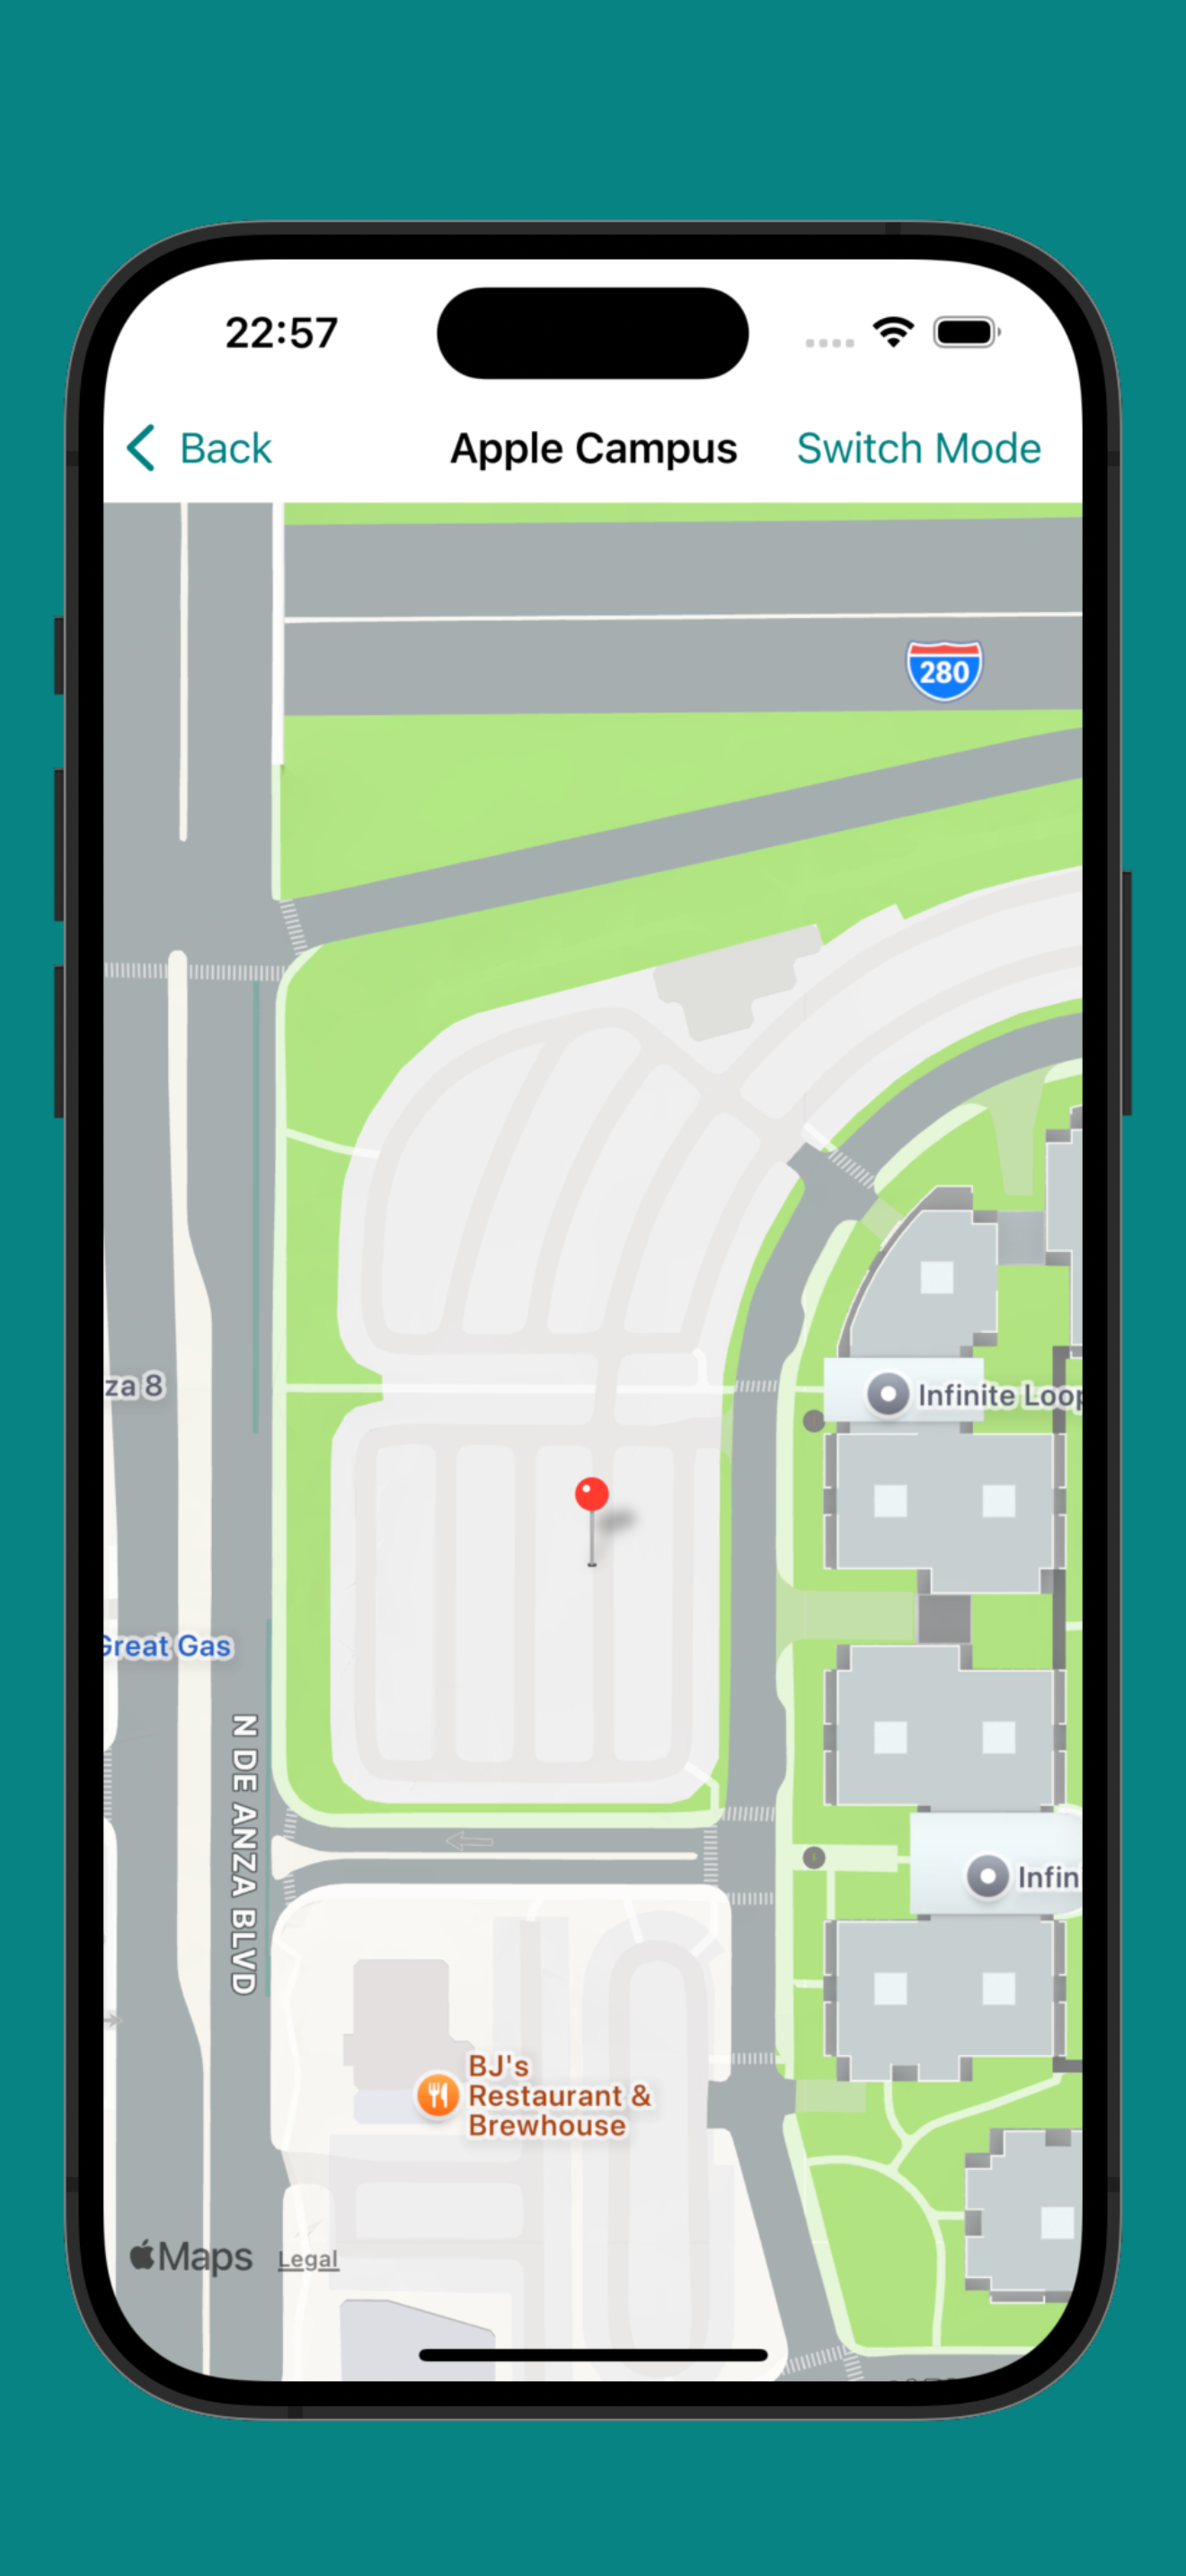 22:57
Back
Apple Campus
Switch Mode
280
za 8
Infinite Loop
Great Gas
N DE ANZA BLVD
Infin
BJ's
Restaurant &
Brewhouse
Maps
Legal